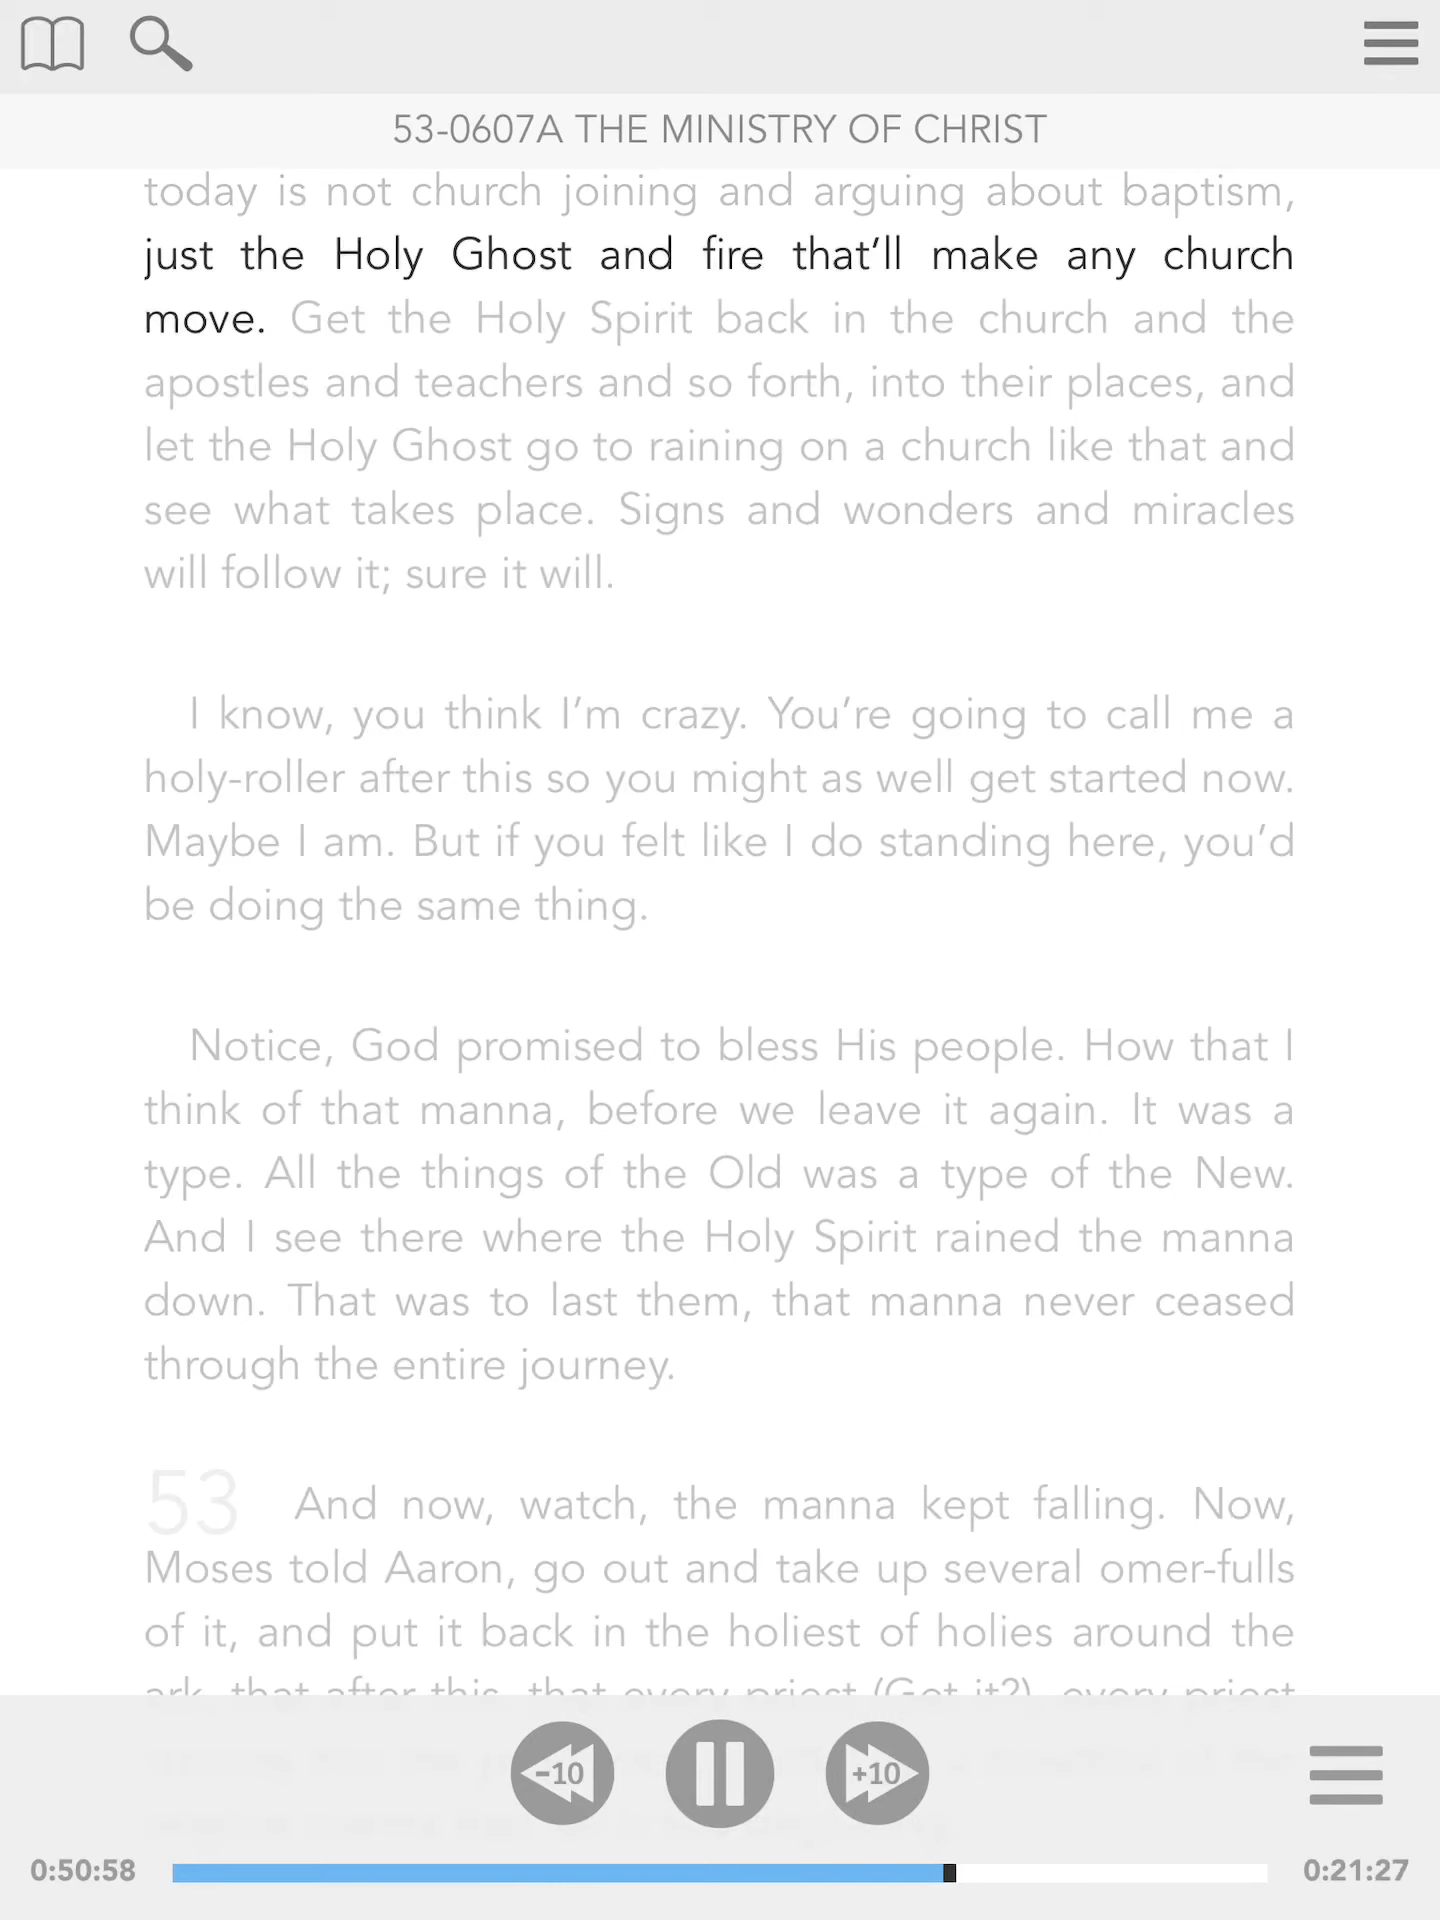 53-0607A THE MINISTRY OF CHRIST
today is not church joining and arguing about baptism,
just the Holy Ghost and fire that’ll make any church
move. Get the Holy Spirit back in the church and the
apostles and teachers and so forth, into their places, and
let the Holy Ghost go to raining on a church like that and
see what takes place. Signs and wonders and miracles
will follow it; sure it will.
I know, you think I’m crazy. You’re going to call me a
holy-roller after this so you might as well get started now.
Maybe I am. But if you felt like I do standing here, you’d
be doing the same thing.
Notice, God promised to bless His people. How that I
think of that manna, before we leave it again. It was a
type. All the things of the Old was a type of the New.
And I see there where the Holy Spirit rained the manna
down. That was to last them, that manna never ceased
through the entire journey.
53 And now, watch, the manna kept falling. Now,
Moses told Aaron, go out and take up several omer-fulls
of it, and put it back in the holiest of holies around the
ark, that after this, that every priest (Got it?), every priest
-10 +10
0:50:58 0:21:27